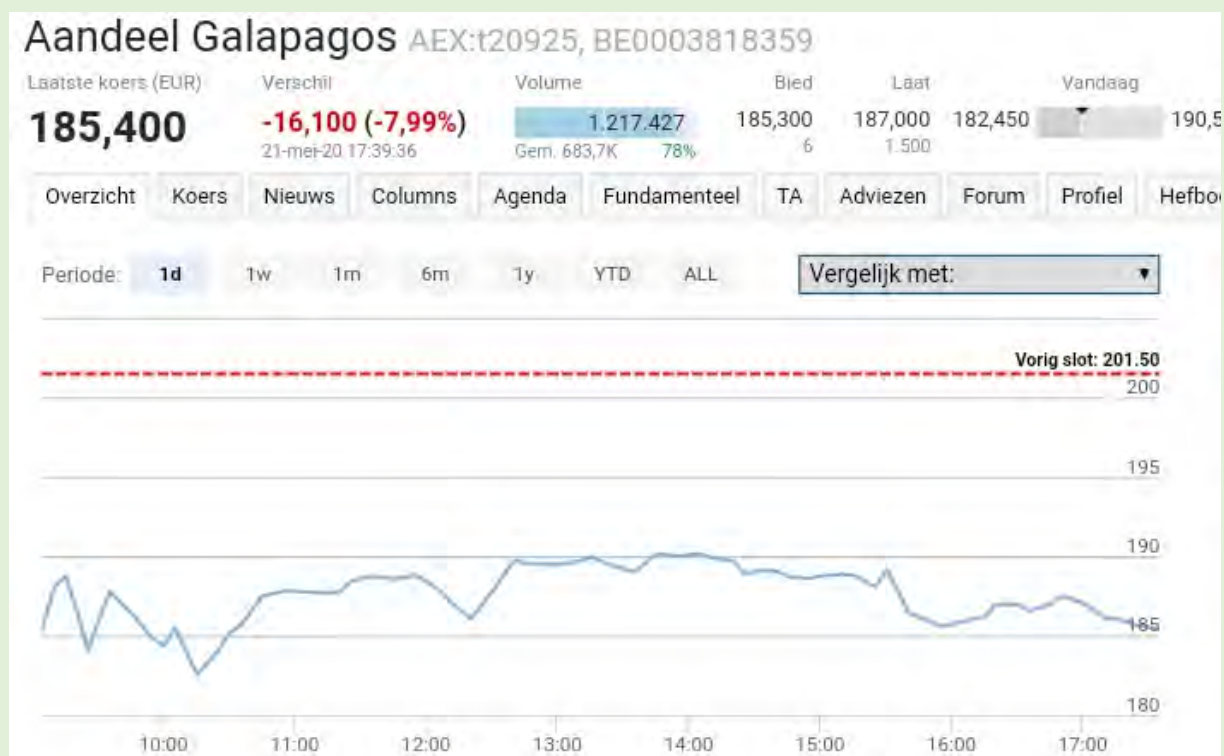 Aandeel Galapagos AEX:t20925, BE0003818359
Laatste koers (EUR) Verschil Volume Bied Laat Vandaag
185,400 -16,100 (-7,99%) 1.217.427 185,300 187,000 182,450 190,5
21-mei-20 17:39:36 Gem. 683,7K 78% 6 1.500
Overzicht Koers Nieuws Columns Agenda Fundamenteel TA Adviezen Forum Profiel Hefbo
Periode: 1d 1w 1m 6m 1y YTD ALL Vergelijk met:
Vorig slot: 201.50
200
195
190
185
180
10:00 11:00 12:00 13:00 14:00 15:00 16:00 17:00